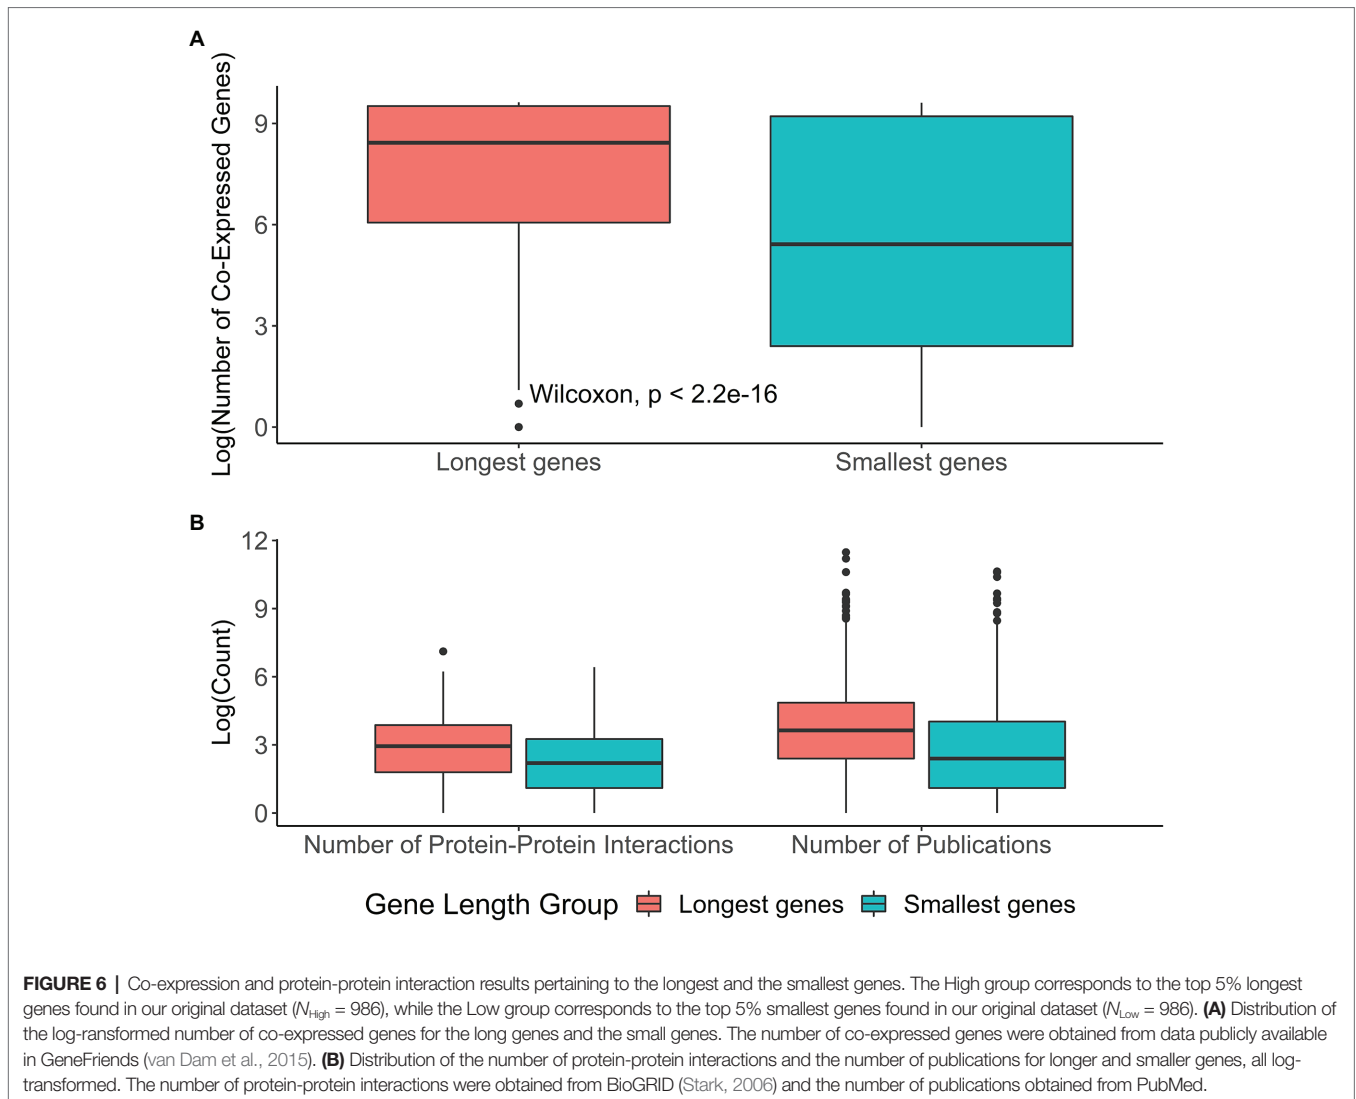 A
Log(Number of Co-Expressed Genes)
9
6
3
0
Wilcoxon, p < 2.2e-16
Longest genes
Smallest genes
B
Log(Count)
12
9
6
3
0
Number of Protein-Protein Interactions
Number of Publications
Gene Length Group
Longest genes
Smallest genes
FIGURE 6 | Co-expression and protein-protein interaction results pertaining to the longest and the smallest genes. The High group corresponds to the top 5% longest
genes found in our original dataset (NHigh = 986), while the Low group corresponds to the top 5% smallest genes found in our original dataset (NLow = 986). (A) Distribution of
the log-ransformed number of co-expressed genes for the long genes and the small genes. The number of co-expressed genes were obtained from data publicly available
in GeneFriends (van Dam et al., 2015). (B) Distribution of the number of protein-protein interactions and the number of publications for longer and smaller genes, all log-
transformed. The number of protein-protein interactions were obtained from BioGRID (Stark, 2006) and the number of publications obtained from PubMed.